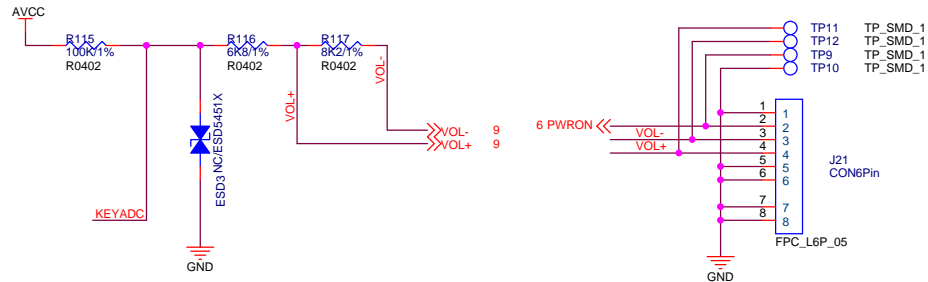 AVCC
R115
100K/1%
R0402
R116
6K8/1%
R0402
R117
8K2/1%
R0402
VOL-
VOL+
ESD3 NC/ESD5451X
KEYADC
GND
VOL- 9
VOL+ 9
6 PWRON
VOL-
VOL+
TP11 TP_SMD_1
TP12 TP_SMD_1
TP9 TP_SMD_1
TP10 TP_SMD_1
1 1
2 2
3 3
4 4
5 5
6 6
7 7
8 8
J21
CON6Pin
FPC_L6P_05
GND